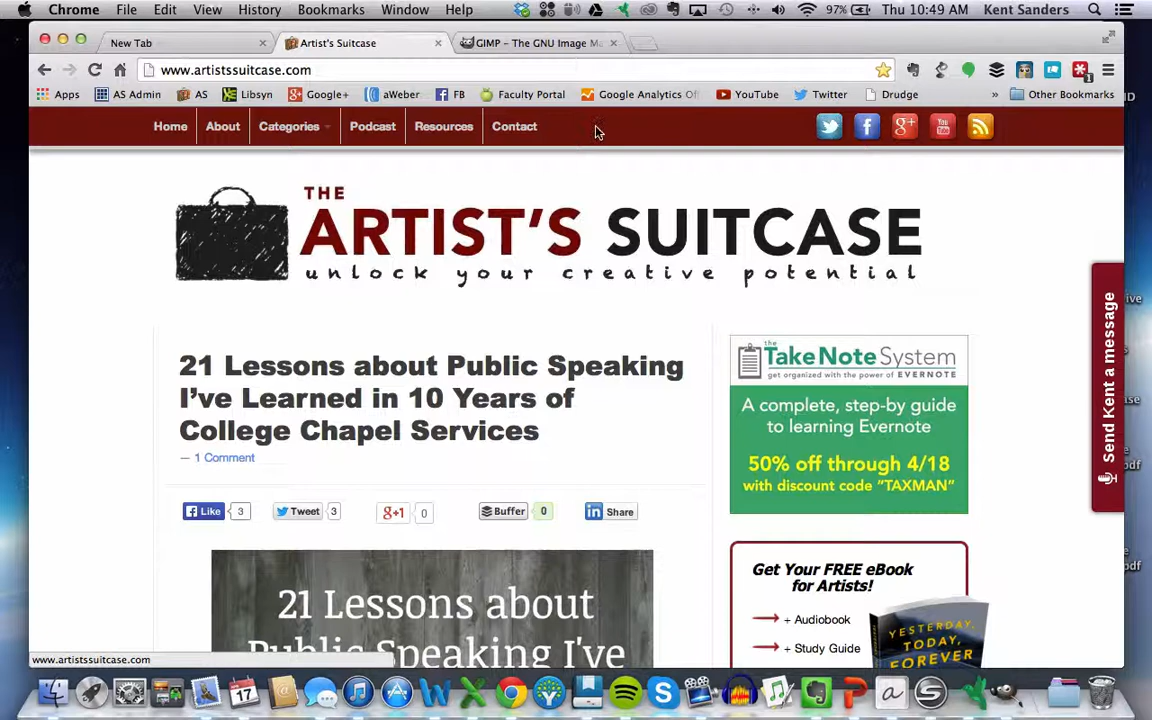 Chrome File Edit View History Bookmarks Window Help 97% Thu 10:49 AM Kent Sanders
New Tab Artist's Suitcase GIMP – The GNU Image M
www.artistssuitcase.com
Apps AS Admin AS Libsyn Google+ aWeber FB Faculty Portal Google Analytics Of YouTube Twitter Drudge » Other Bookmarks
Home About Categories Podcast Resources Contact
THE
ARTIST'S SUITCASE
unlock your creative potential
21 Lessons about Public Speaking
I've Learned in 10 Years of
College Chapel Services
— 1 Comment
Like 3 Tweet 3 g+1 0 Buffer 0 in Share
21 Lessons about
Public Speaking I've
the
TakeNote System
get organized with the power of EVERNOTE
A complete, step-by guide
to learning Evernote
50% off through 4/18
with discount code "TAXMAN"
Get Your FREE eBook
for Artists!
+ Audiobook
+ Study Guide
YESTERDAY,
TODAY,
FOREVER
Send Kent a message
www.artistssuitcase.com
17